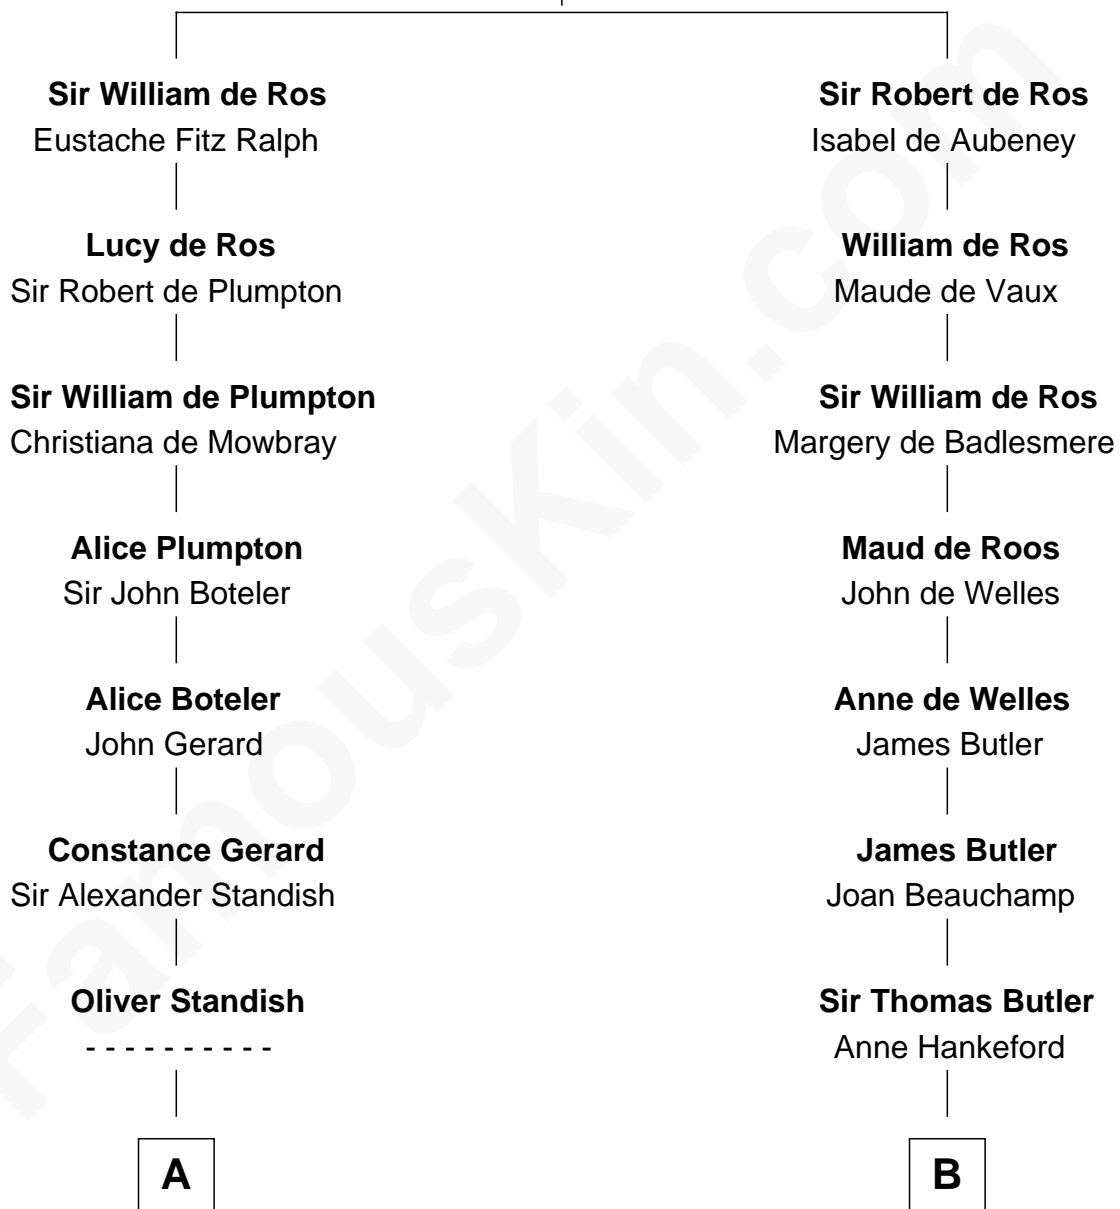 Sir William de Ros
Eustache Fitz Ralph
Lucy de Ros
Sir Robert de Plumpton
Sir William de Plumpton
Christiana de Mowbray
Alice Plumpton
Sir John Boteler
Alice Boteler
John Gerard
Constance Gerard
Sir Alexander Standish
Oliver Standish
- - - - - - - - - -
A
Sir Robert de Ros
Isabel de Aubeney
William de Ros
Maude de Vaux
Sir William de Ros
Margery de Badlesmere
Maud de Roos
John de Welles
Anne de Welles
James Butler
James Butler
Joan Beauchamp
Sir Thomas Butler
Anne Hankeford
B
FamousKin.com